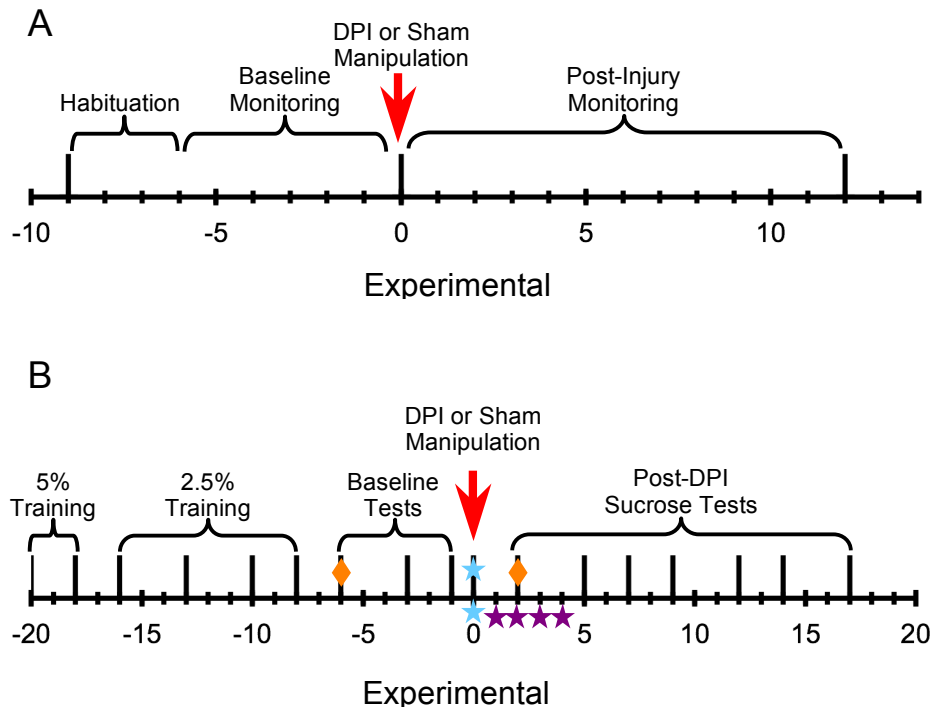 A
DPI or Sham
Manipulation
Baseline
Monitoring
Habituation
Post-Injury
Monitoring
-10 -5 0 5 10
Experimental
B
DPI or Sham
Manipulation
5%
Training
2.5%
Training
Baseline
Tests
Post-DPI
Sucrose Tests
-20 -15 -10 -5 0 5 10 15 20
Experimental